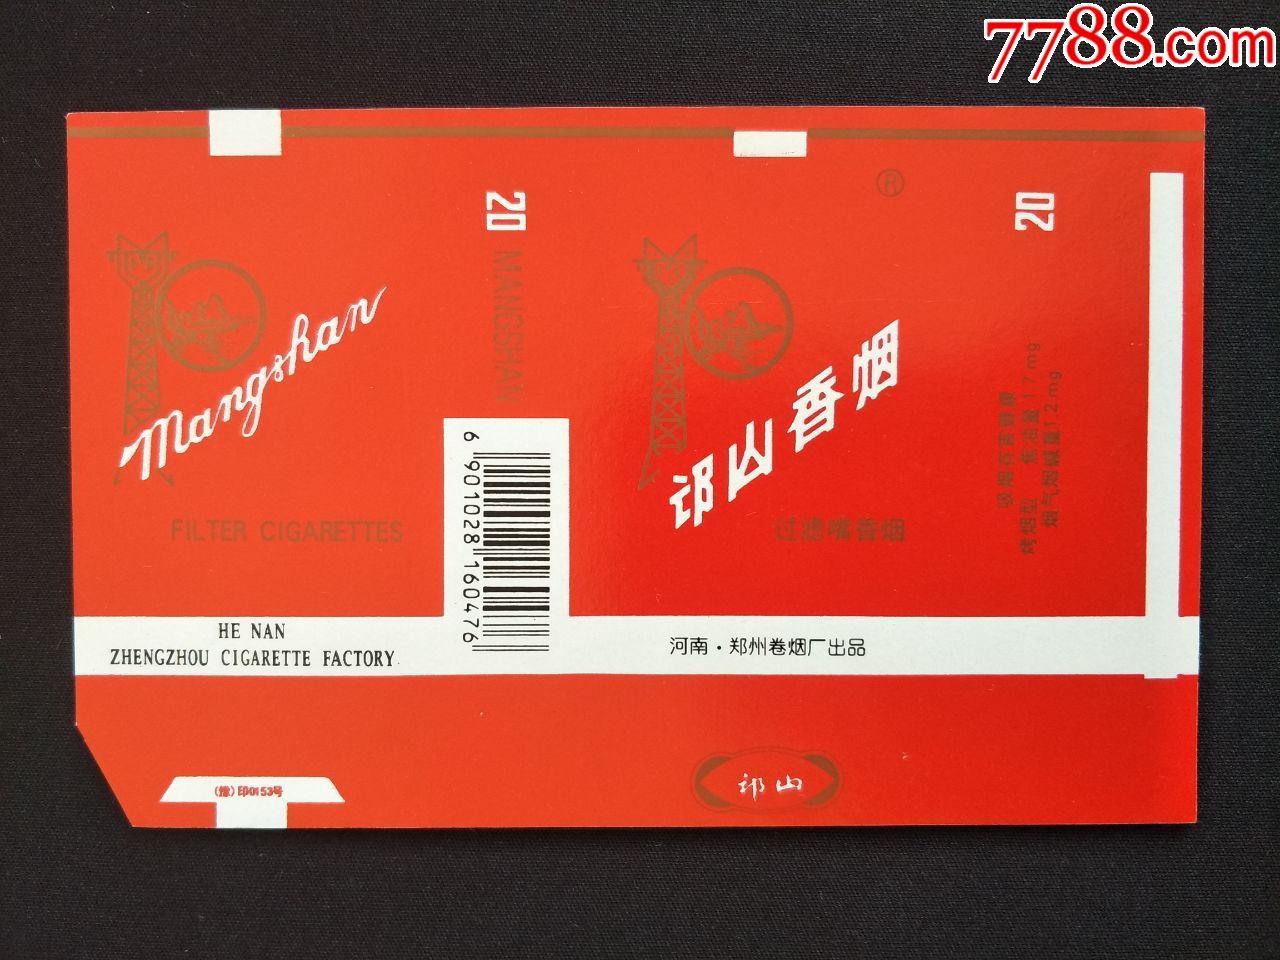 7788.com
20
20
®
MANGSHAN
Mangshan
邙山香烟
FILTER CIGARETTES
过滤嘴香烟
吸烟有害健康
烤烟型 焦油量17mg
烟气烟碱量1.2mg
6 901028 160476
HE NAN
ZHENGZHOU CIGARETTE FACTORY
河南·郑州卷烟厂出品
(豫)印0153号
邙山